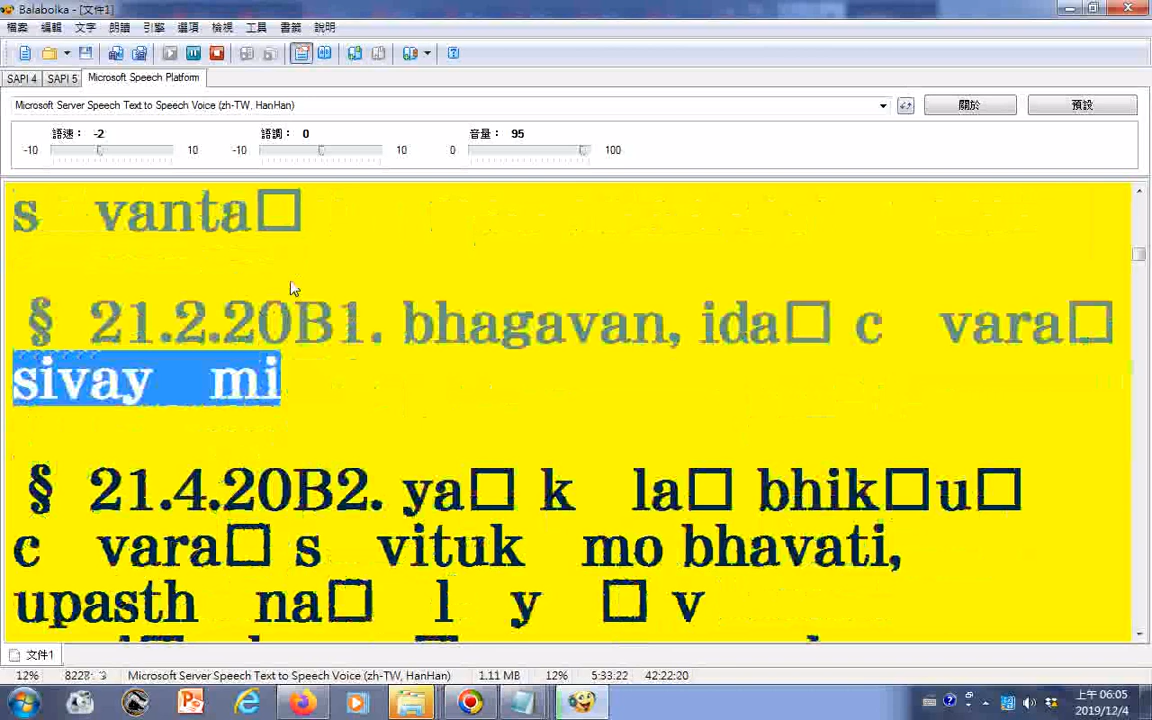 Balabolka - [文件1]
檔案 編輯 文字 朗讀 引擎 選項 檢視 工具 書籤 說明
SAPI 4 SAPI 5 Microsoft Speech Platform
Microsoft Server Speech Text to Speech Voice (zh-TW, HanHan) 關於 預設
語速： -2 語調： 0 音量： 95
-10 10 -10 10 0 100
s vanta□
§ 21.2.20B1. bhagavan, ida□ c vara□
sivay mi
§ 21.4.20B2. ya□ k la□ bhik□u□
c vara□ s vituk mo bhavati,
upasth na□ l y □ v
文件1
12% Microsoft Server Speech Text to Speech Voice (zh-TW, HanHan) 1.11 MB 12% 5:33:22 42:22:20
上午 06:05
2019/12/4